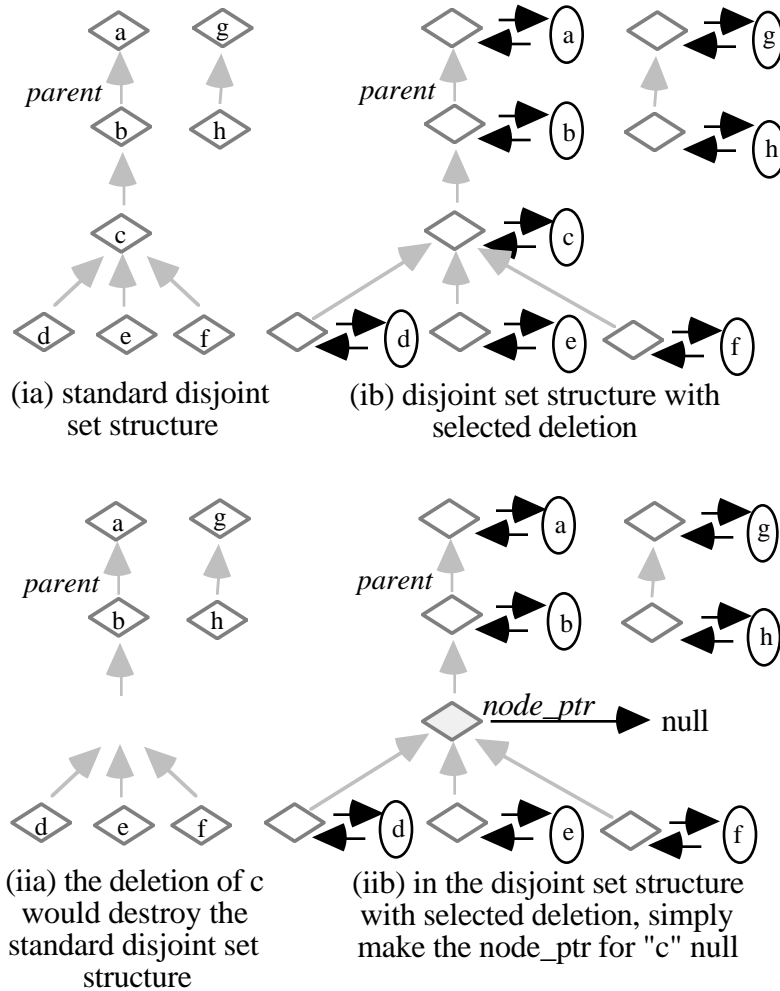 a
g
a
g
parent
parent
b
h
b
h
c
c
d
e
f
d
e
f
(ia) standard disjoint
set structure
(ib) disjoint set structure with
selected deletion
a
g
a
g
parent
parent
b
h
b
h
node_ptr
null
d
e
f
d
e
f
(iia) the deletion of c
would destroy the
standard disjoint set
structure
(iib) in the disjoint set structure
with selected deletion, simply
make the node_ptr for "c" null